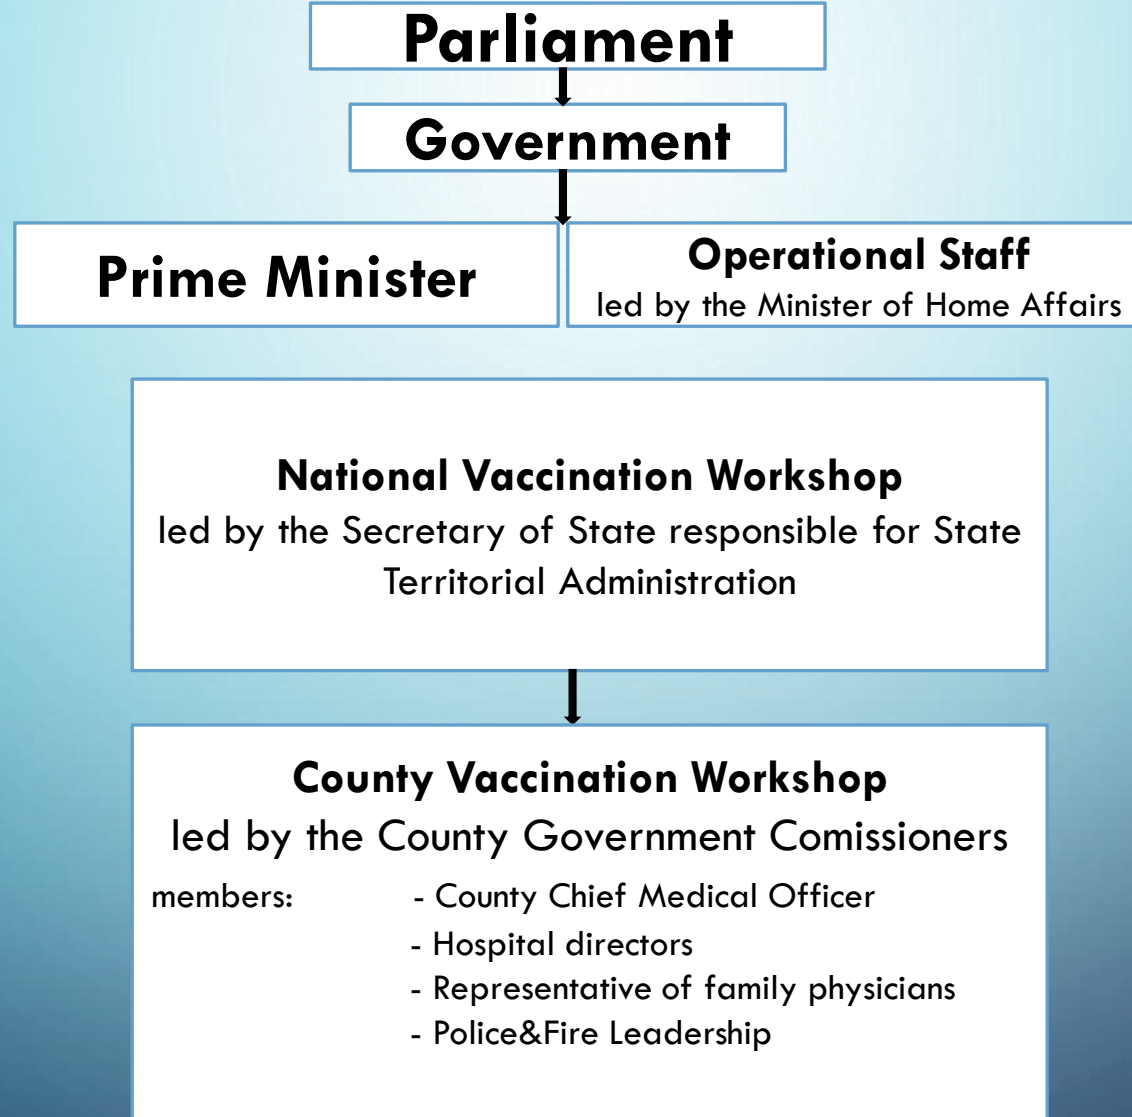 Parliament
Government
Prime Minister
Operational Staff
led by the Minister of Home Affairs
National Vaccination Workshop
led by the Secretary of State responsible for State
Territorial Administration
County Vaccination Workshop
led by the County Government Comissioners
members: - County Chief Medical Officer
- Hospital directors
- Representative of family physicians
- Police&Fire Leadership